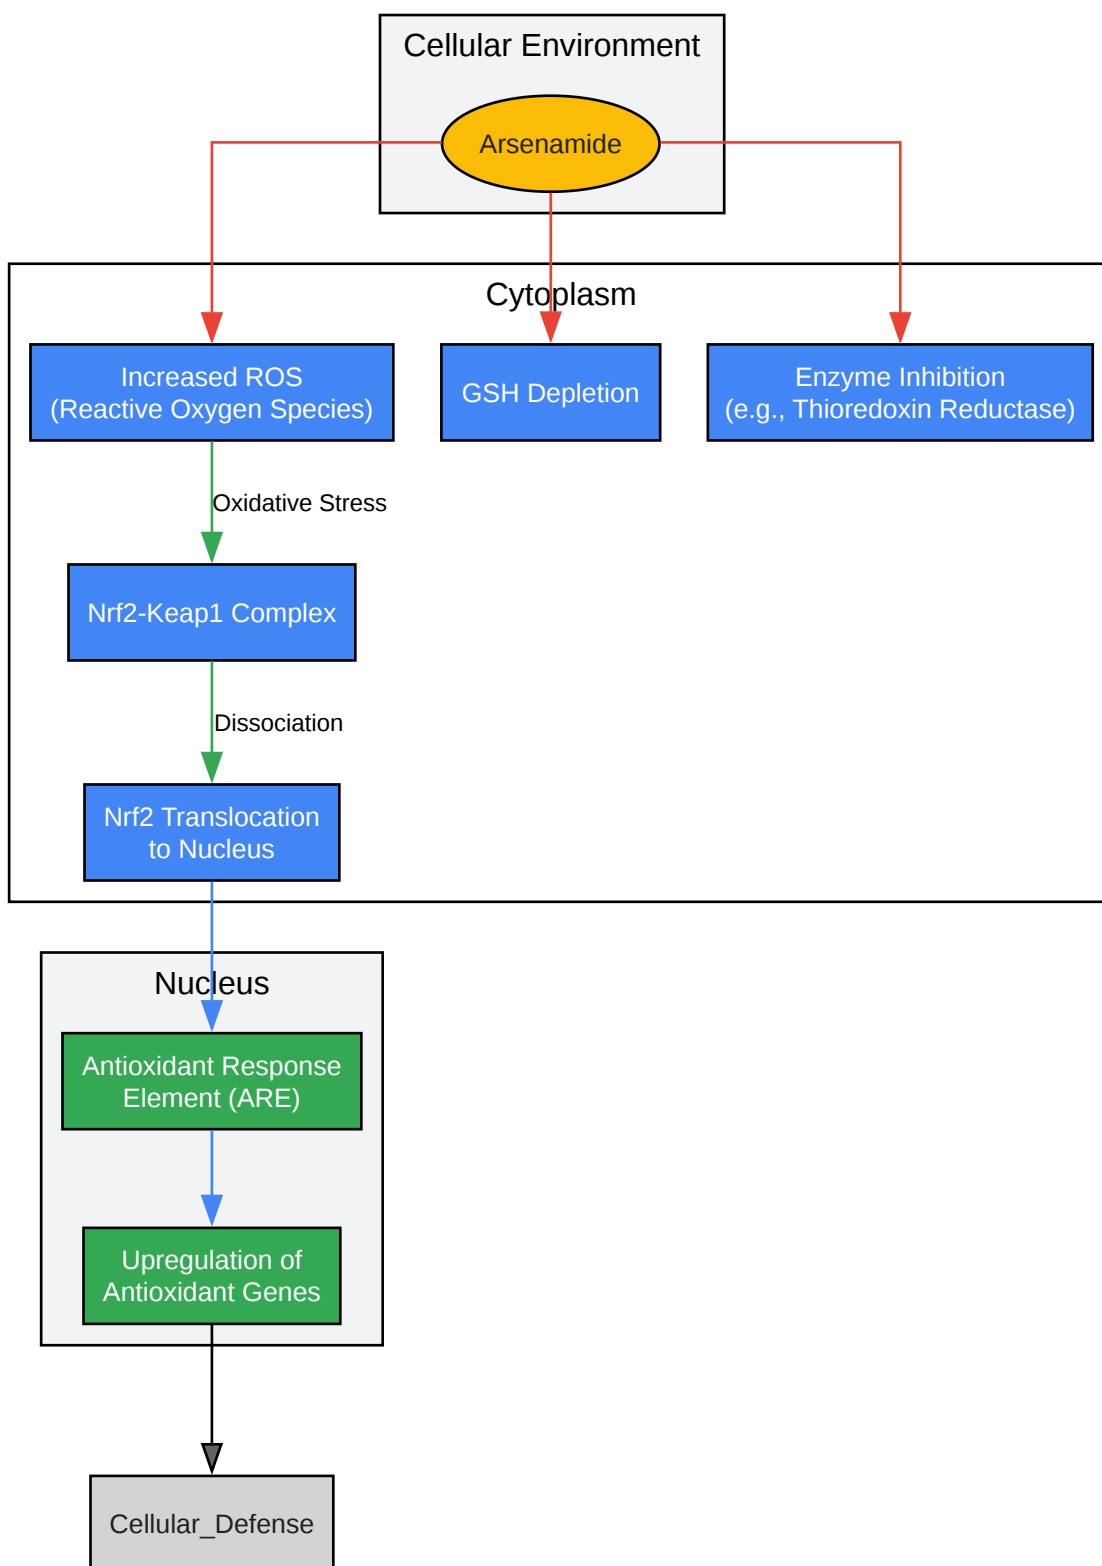 Cellular Environment
Arsenamide
Cytoplasm
Increased ROS
(Reactive Oxygen Species)
GSH Depletion
Enzyme Inhibition
(e.g., Thioredoxin Reductase)
Oxidative Stress
Nrf2-Keap1 Complex
Dissociation
Nrf2 Translocation
to Nucleus
Nucleus
Antioxidant Response
Element (ARE)
Upregulation of
Antioxidant Genes
Cellular_Defense